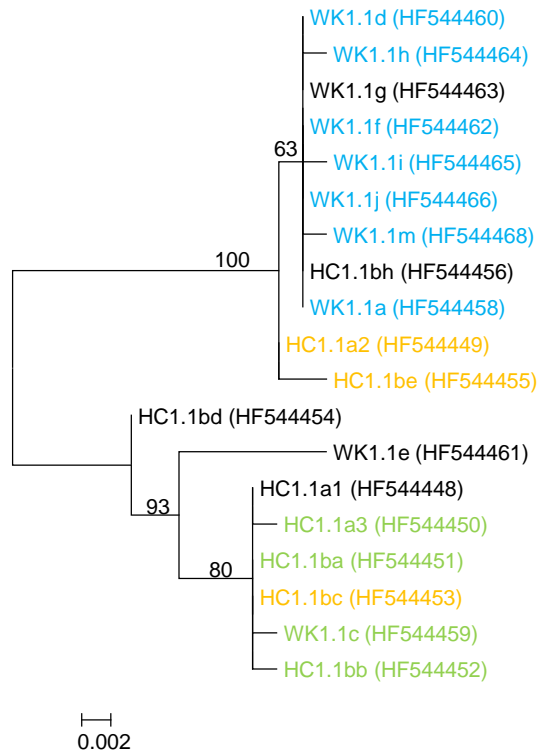 WK1.1d (HF544460)
WK1.1h (HF544464)
WK1.1g (HF544463)
WK1.1f (HF544462)
63
WK1.1i (HF544465)
WK1.1j (HF544466)
WK1.1m (HF544468)
100
HC1.1bh (HF544456)
WK1.1a (HF544458)
HC1.1a2 (HF544449)
HC1.1be (HF544455)
HC1.1bd (HF544454)
WK1.1e (HF544461)
HC1.1a1 (HF544448)
93
HC1.1a3 (HF544450)
HC1.1ba (HF544451)
80
HC1.1bc (HF544453)
WK1.1c (HF544459)
HC1.1bb (HF544452)
0.002